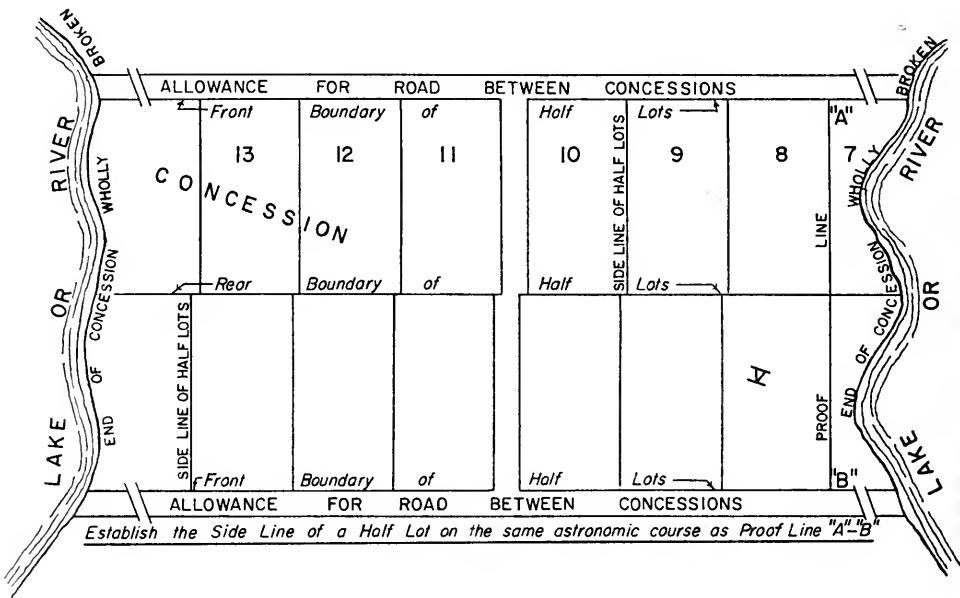 BROKEN
BROKEN
ALLOWANCE FOR ROAD BETWEEN CONCESSIONS
Front Boundary of Half Lots
"A"
13 12 11 10 9 8 7
CONCESSION
SIDE LINE OF HALF LOTS
LAKE OR RIVER
END OF CONCESSION WHOLLY
PROOF LINE
END OF CONCESSION WHOLLY
LAKE OR RIVER
Rear Boundary of Half Lots
SIDE LINE OF HALF LOTS
Front Boundary of Half Lots
"B"
ALLOWANCE FOR ROAD BETWEEN CONCESSIONS
Establish the Side Line of a Half Lot on the same astronomic course as Proof Line "A"-"B"